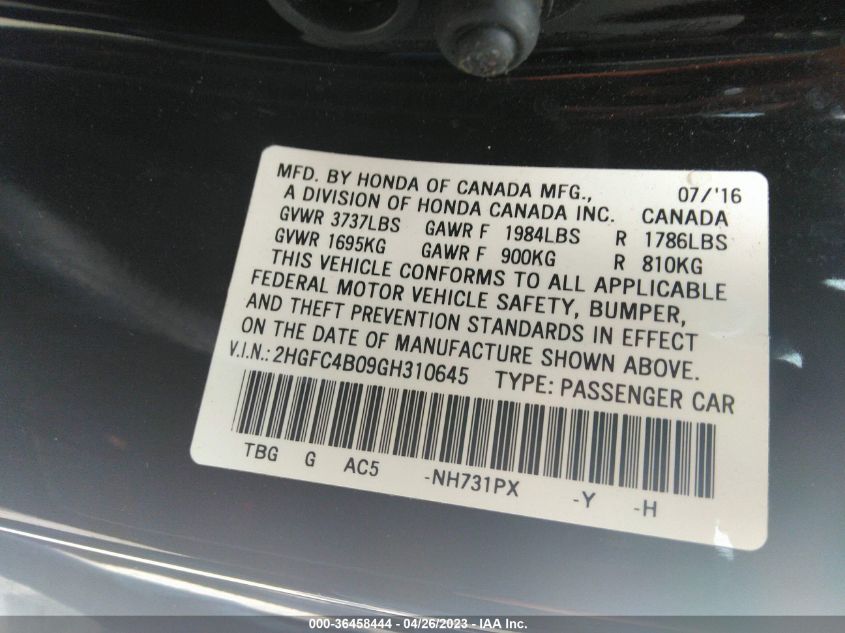 MFD. BY HONDA OF CANADA MFG., 07/'16
A DIVISION OF HONDA CANADA INC. CANADA
GVWR 3737LBS GAWR F 1984LBS R 1786LBS
GVWR 1695KG GAWR F 900KG R 810KG
THIS VEHICLE CONFORMS TO ALL APPLICABLE
FEDERAL MOTOR VEHICLE SAFETY, BUMPER,
AND THEFT PREVENTION STANDARDS IN EFFECT
ON THE DATE OF MANUFACTURE SHOWN ABOVE.
V.I.N.: 2HGFC4B09GH310645 TYPE: PASSENGER CAR
TBG G AC5 -NH731PX -Y -H
000-36458444 - 04/26/2023 - IAA Inc.